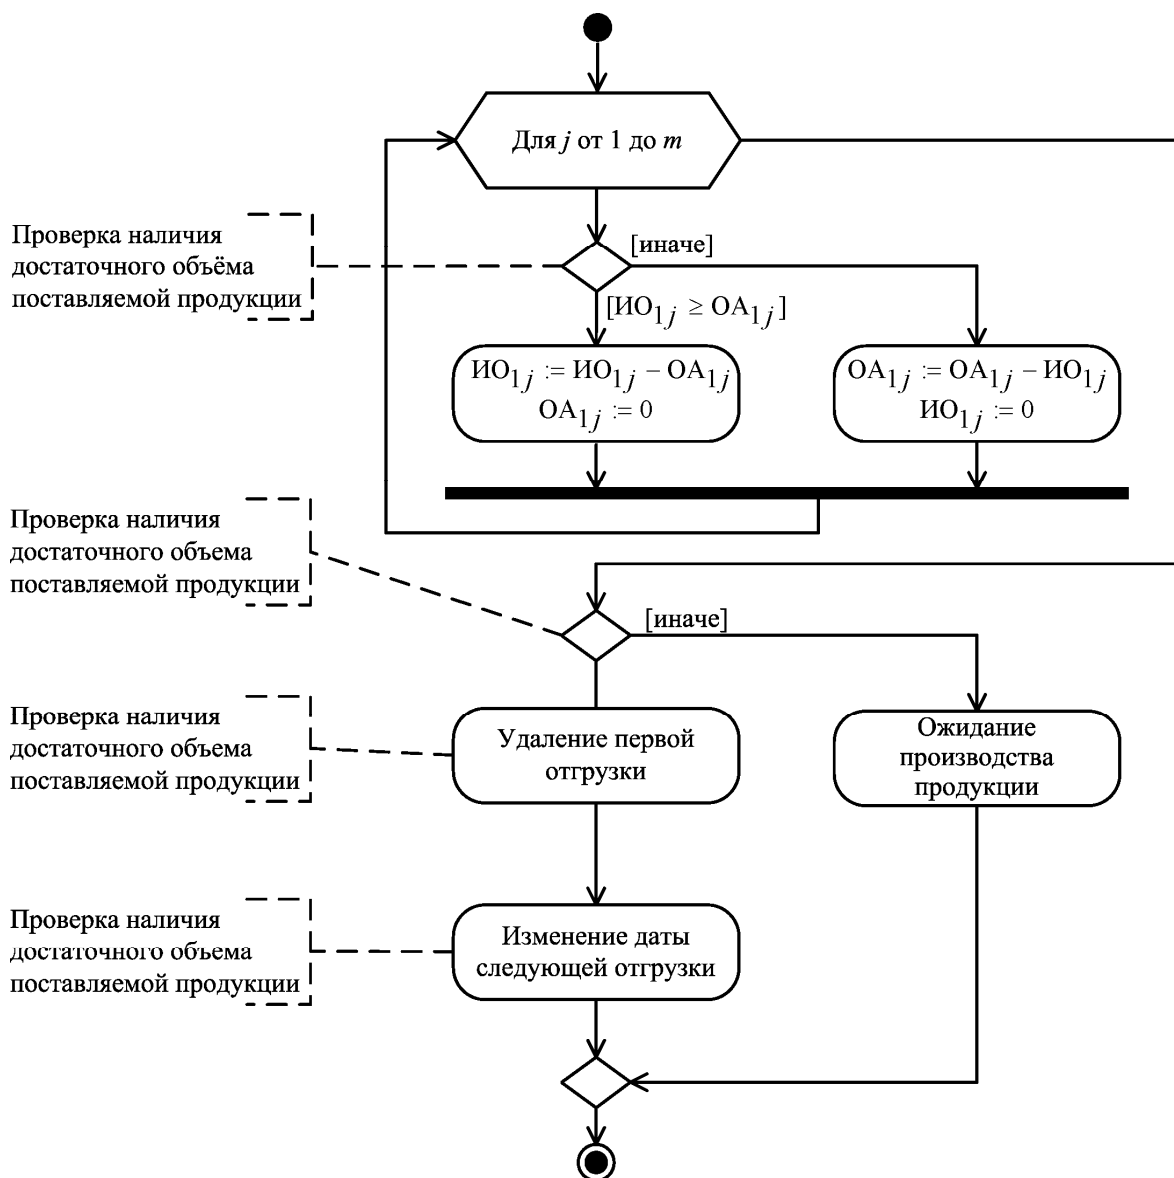 Для j от 1 до m
Проверка наличия
достаточного объёма
поставляемой продукции
[иначе]
[ИО1j ≥ ОА1j]
ИО1j := ИО1j – ОА1j
ОА1j := 0
ОА1j := ОА1j – ИО1j
ИО1j := 0
Проверка наличия
достаточного объема
поставляемой продукции
[иначе]
Проверка наличия
достаточного объема
поставляемой продукции
Удаление первой
отгрузки
Ожидание
производства
продукции
Проверка наличия
достаточного объема
поставляемой продукции
Изменение даты
следующей отгрузки